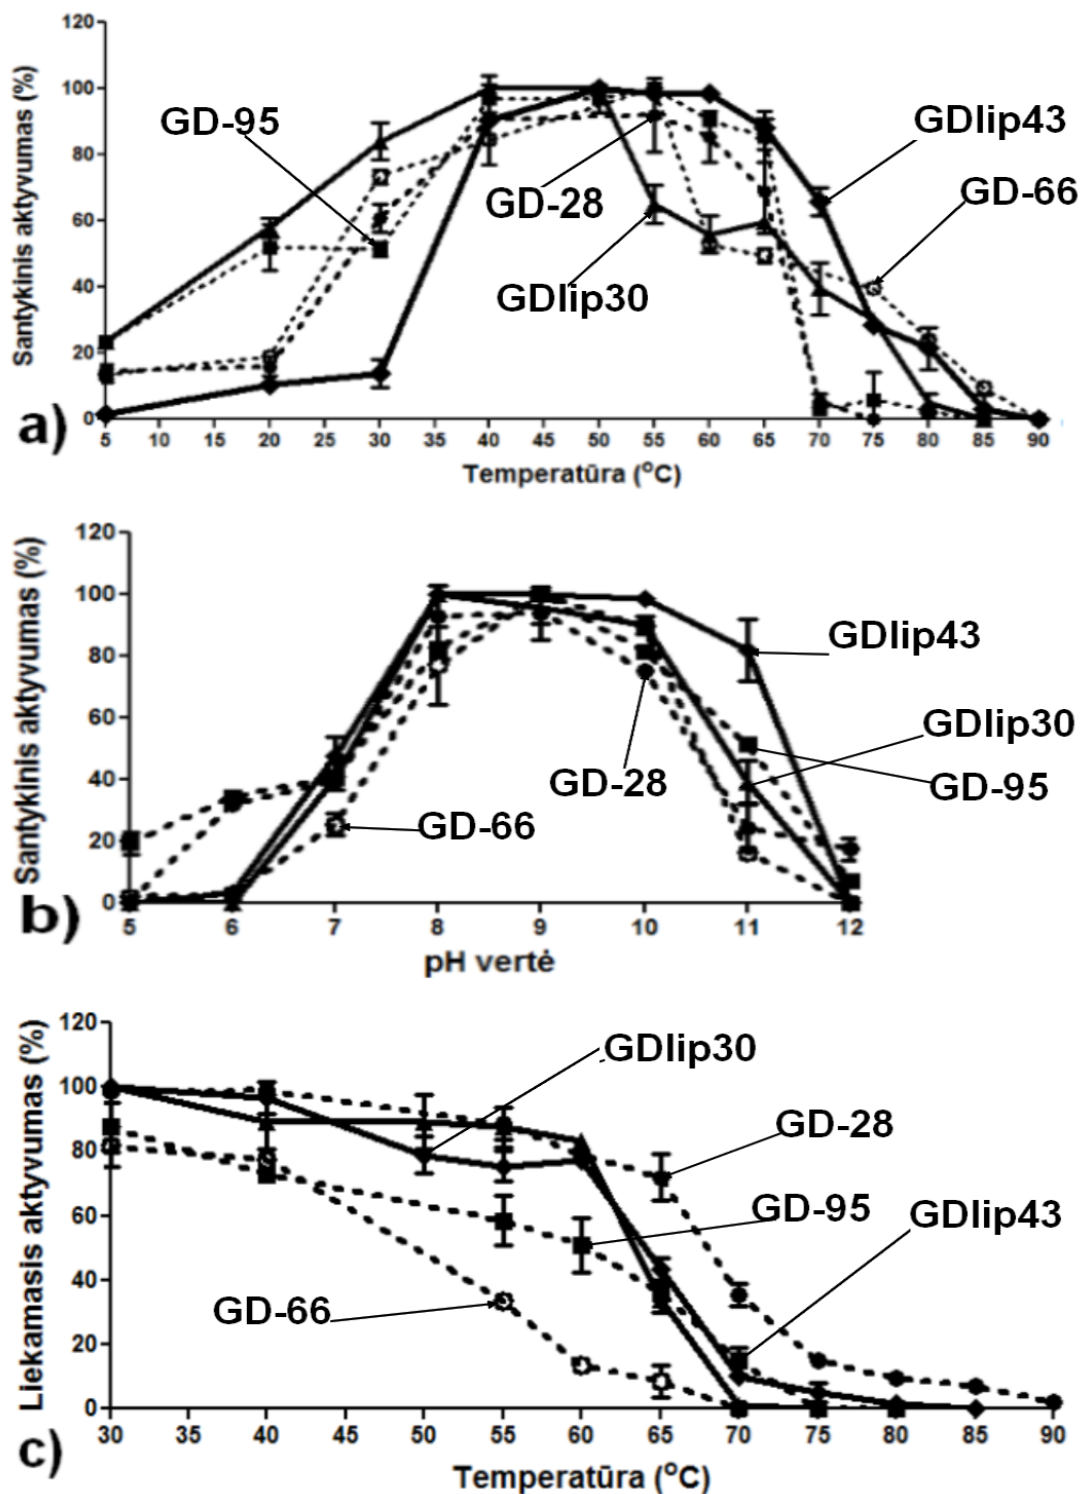 Santykinis aktyvumas (%)
120
100
80
60
40
20
0
GD-95
GD-28
GDlip30
GDlip43
GD-66
a)
5 10 15 20 25 30 35 40 45 50 55 60 65 70 75 80 85 90
Temperatūra (°C)
Santykinis aktyvumas (%)
120
100
80
60
40
20
0
GDlip43
GDlip30
GD-28
GD-95
GD-66
b)
5 6 7 8 9 10 11 12
pH vertė
Liekamasis aktyvumas (%)
120
100
80
60
40
20
0
GDlip30
GD-28
GD-95
GDlip43
GD-66
c)
30 35 40 45 50 55 60 65 70 75 80 85 90
Temperatūra (°C)